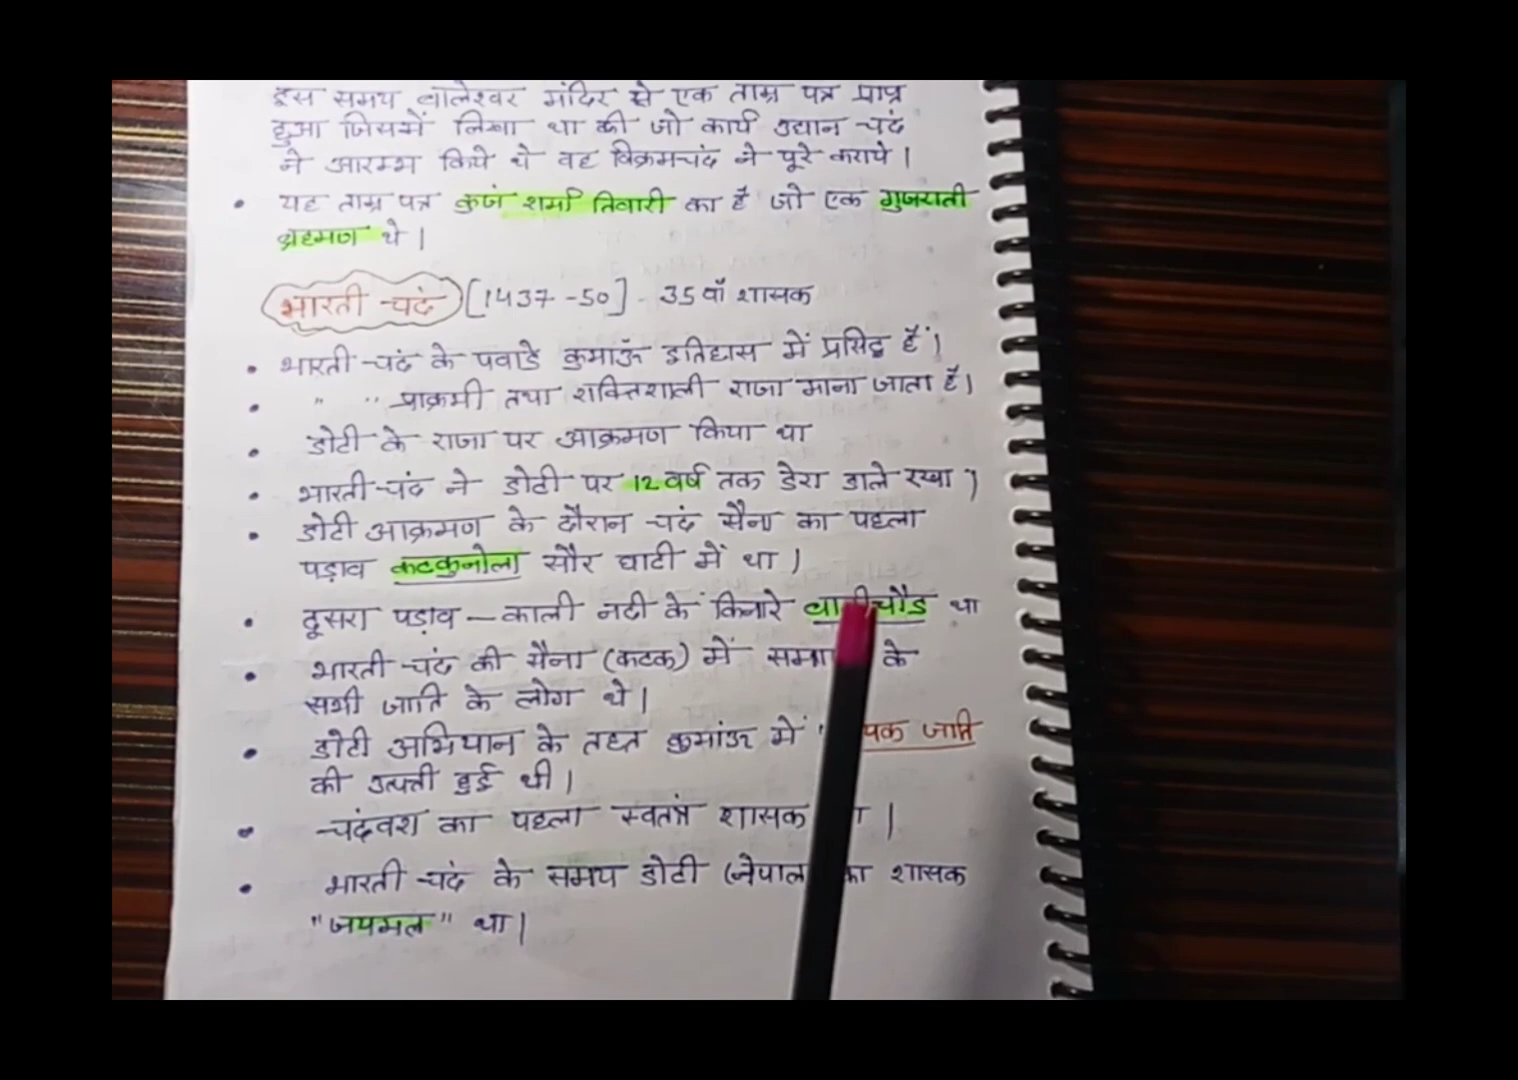 इस समय बालेश्वर मंदिर से एक ताम्र पत्र प्राप्त
हुआ जिसमें लिखा था की जो कार्य उद्यान चंद
ने आरम्भ किये थे वह विक्रमचंद ने पूरे कराये।
• यह ताम्र पत्र कुजं शर्मा तिवारी का है जो एक गुजराती
ब्रहमण थे।
भारती चंद [1437-50] - 35वाँ शासक
• भारती-चंद के पवाडे कुमाऊं इतिहास में प्रसिद्ध हैं।
• " " प्राक्रमी तथा शक्तिशाली राजा माना जाता है।
• डोटी के राजा पर आक्रमण किया था
• भारती-चंद ने डोटी पर 12 वर्ष तक डेरा डाले रखा।
• डोटी आक्रमण के दौरान चंद सैना का पहला
पड़ाव कटकुनोला सौर घाटी में था।
• दूसरा पड़ाव — काली नदी के किनारे था
• भारती-चंद की सैना (कटक) में के
सभी जाति के लोग थे।
• डोटी अभियान के तहत कुमांऊ में जाति
की उत्पत्ती हुई थी।
• चंदवंश का पहला स्वतंत्र शासक ।
• भारती चंद के समय डोटी (नेपाल का शासक
"जयमल" था।